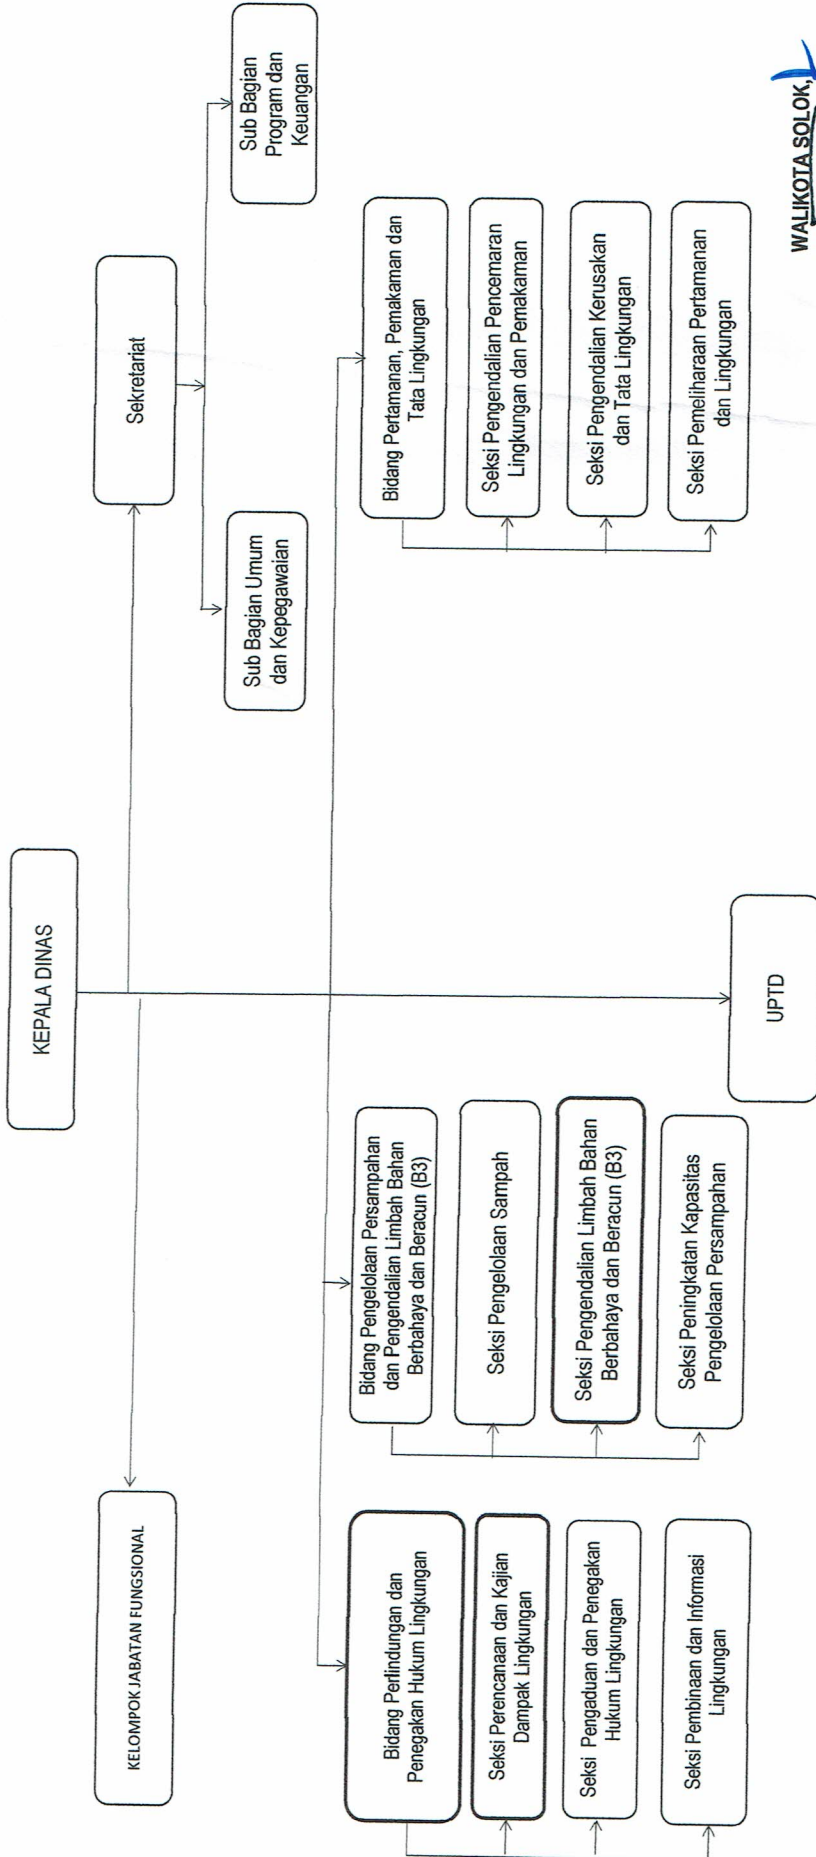 KEPALA DINAS
KELOMPOK JABATAN FUNGSIONAL
Sekretariat
Sub Bagian Umum
dan Kepegawaian
Sub Bagian
Program dan
Keuangan
Bidang Perlindungan dan
Penegakan Hukum Lingkungan
Seksi Perencanaan dan Kajian
Dampak Lingkungan
Seksi Pengaduan dan Penegakan
Hukum Lingkungan
Seksi Pembinaan dan Informasi
Lingkungan
Bidang Pengelolaan Persampahan
dan Pengendalian Limbah Bahan
Berbahaya dan Beracun (B3)
Seksi Pengelolaan Sampah
Seksi Pengendalian Limbah Bahan
Berbahaya dan Beracun (B3)
Seksi Peningkatan Kapasitas
Pengelolaan Persampahan
Bidang Pertamanan, Pemakaman dan
Tata Lingkungan
Seksi Pengendalian Pencemaran
Lingkungan dan Pemakaman
Seksi Pengendalian Kerusakan
dan Tata Lingkungan
Seksi Pemeliharaan Pertamanan
dan Lingkungan
UPTD
WALIKOTA SOLOK,